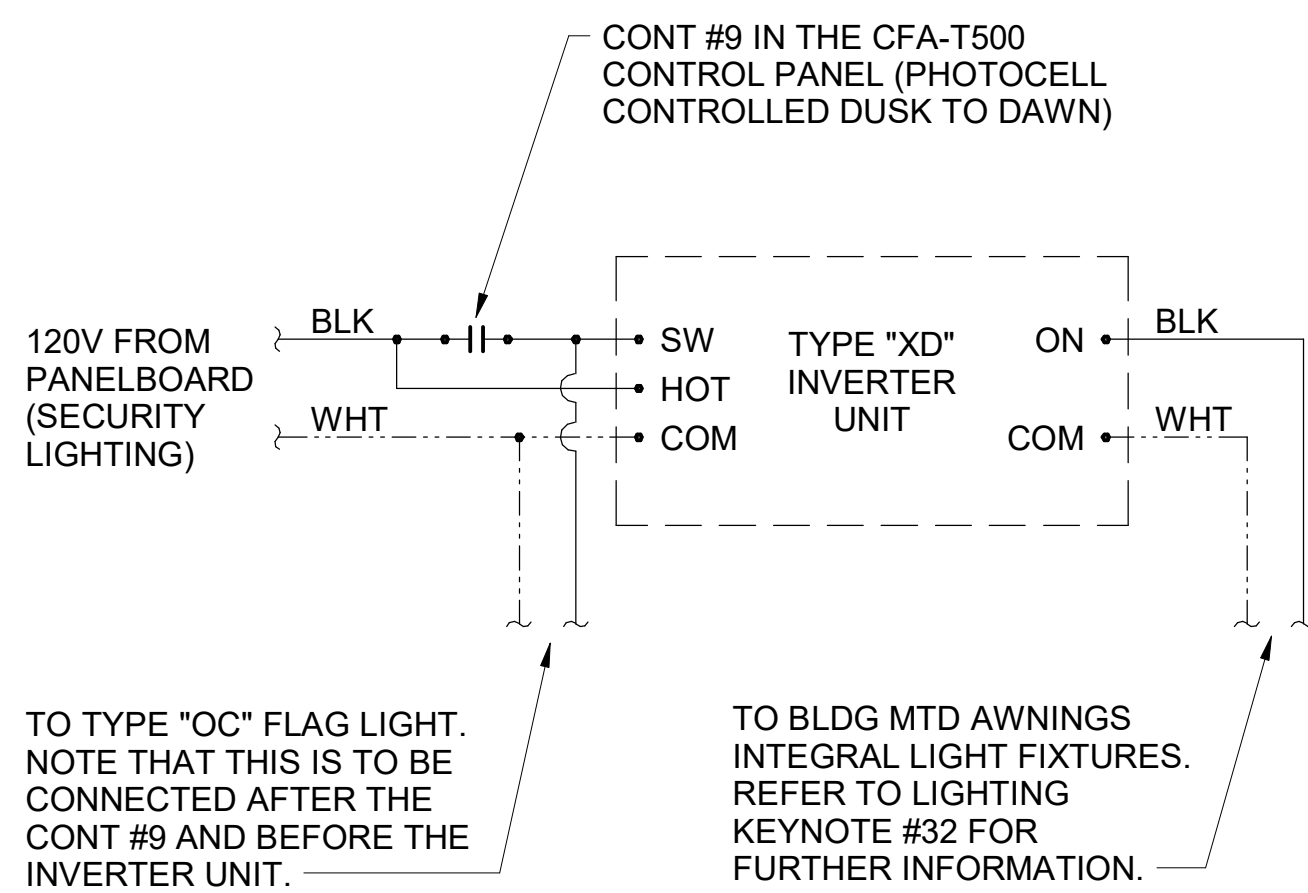 CONT #9 IN THE CFA-T500
CONTROL PANEL (PHOTOCELL
CONTROLLED DUSK TO DAWN)
120V FROM
PANELBOARD
(SECURITY
LIGHTING)
BLK
WHT
SW
HOT
COM
TYPE "XD"
INVERTER
UNIT
ON
COM
BLK
WHT
TO TYPE "OC" FLAG LIGHT.
NOTE THAT THIS IS TO BE
CONNECTED AFTER THE
CONT #9 AND BEFORE THE
INVERTER UNIT.
TO BLDG MTD AWNINGS
INTEGRAL LIGHT FIXTURES.
REFER TO LIGHTING
KEYNOTE #32 FOR
FURTHER INFORMATION.